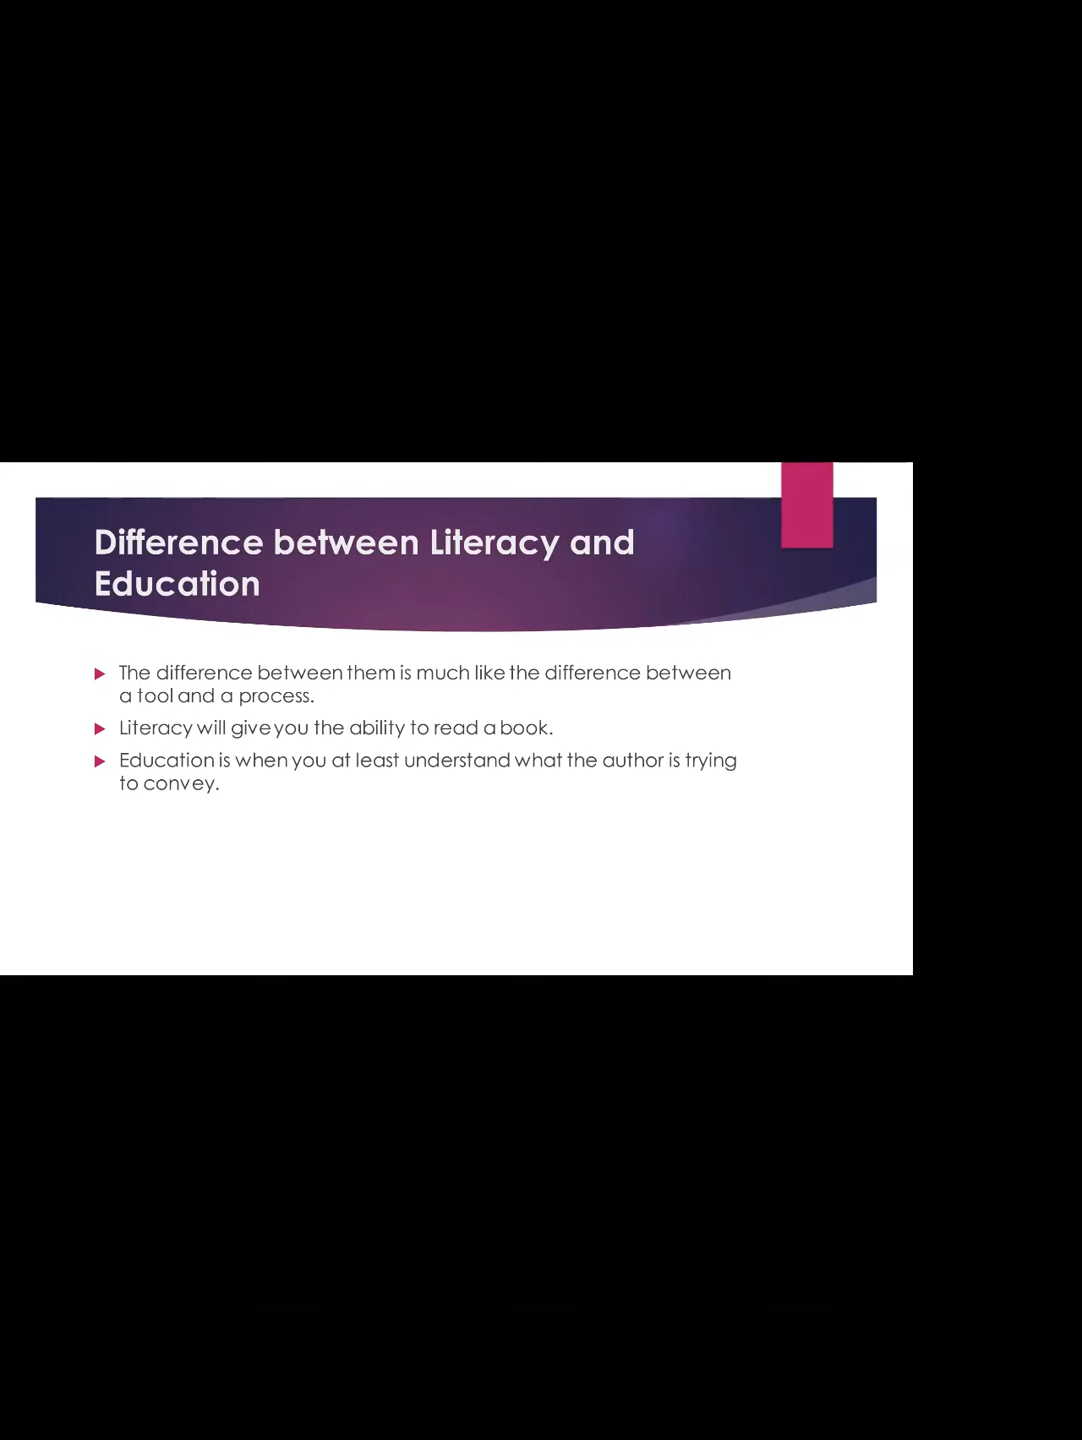 Difference between Literacy and
Education
The difference between them is much like the difference between
a tool and a process.
Literacy will give you the ability to read a book.
Education is when you at least understand what the author is trying
to convey.